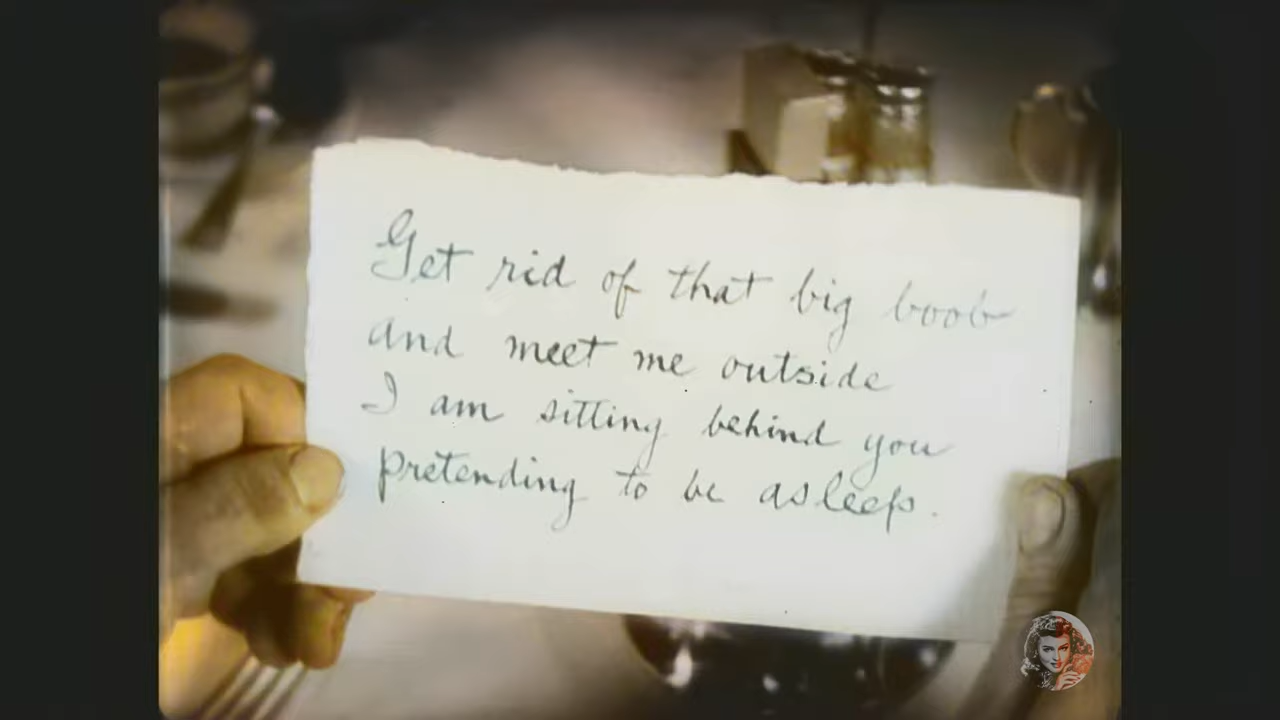 Get rid of that big boob
and meet me outside
I am sitting behind you
pretending to be asleep.